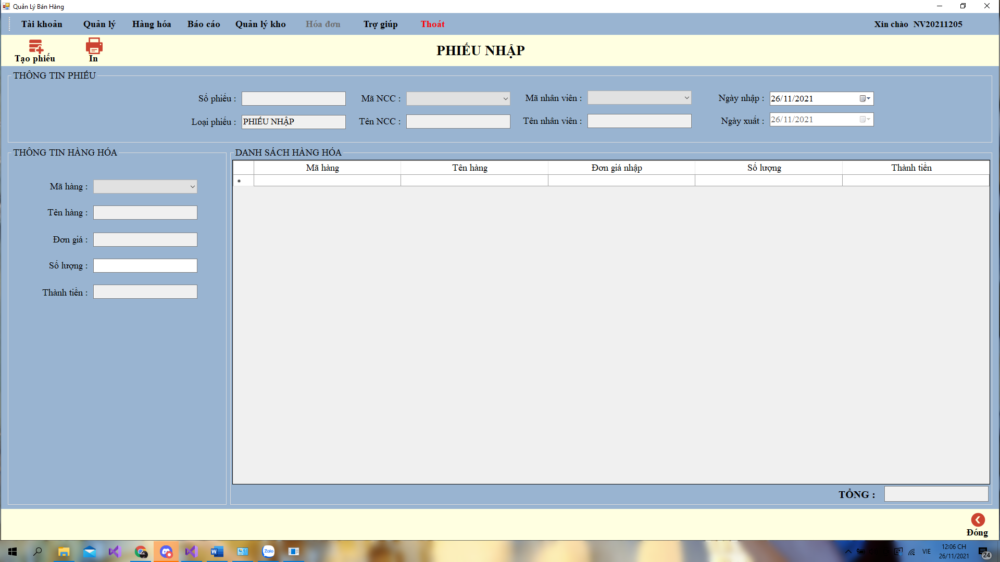 Quản Lý Bán Hàng
Tài khoản Quản lý Hàng hóa Báo cáo Quản lý kho Hóa đơn Trợ giúp Thoát Xin chào NV20211205
Tạo phiếu In PHIẾU NHẬP
THÔNG TIN PHIẾU
Số phiếu : Mã NCC : Mã nhân viên : Ngày nhập : 26/11/2021
Loại phiếu : PHIẾU NHẬP Tên NCC : Tên nhân viên : Ngày xuất : 26/11/2021
THÔNG TIN HÀNG HÓA
Mã hàng :
Tên hàng :
Đơn giá :
Số lượng :
Thành tiền :
DANH SÁCH HÀNG HÓA
Mã hàng Tên hàng Đơn giá nhập Số lượng Thành tiền
*
TỔNG :
Đóng
Zalo
VIE
12:06 CH
26/11/2021
24